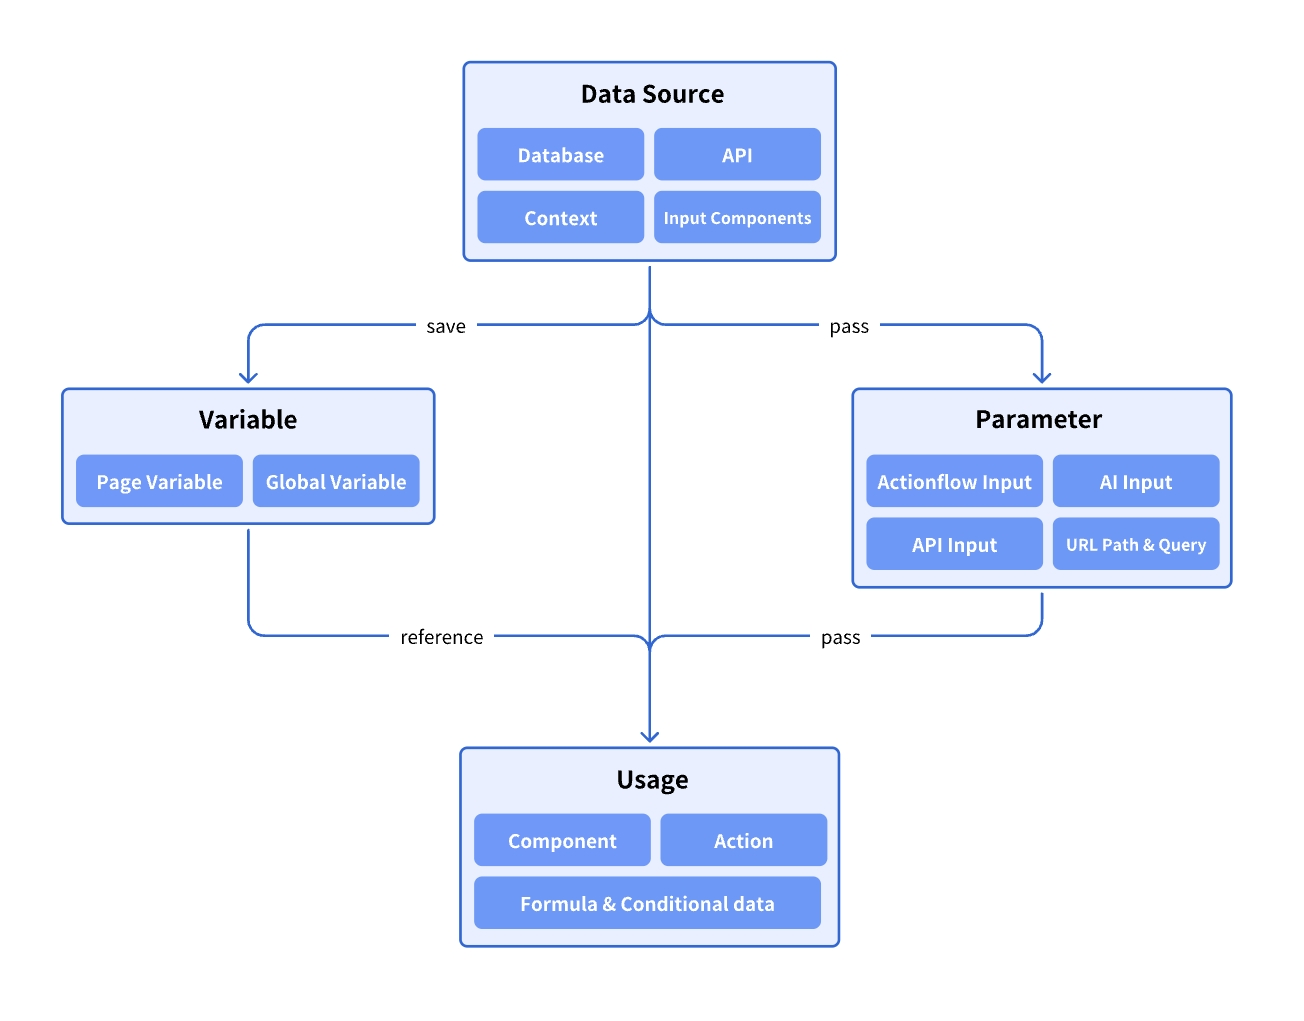 Data Source
Database
API
Context
Input Components
save
pass
Variable
Page Variable
Global Variable
Parameter
Actionflow Input
AI Input
API Input
URL Path & Query
reference
pass
Usage
Component
Action
Formula & Conditional data